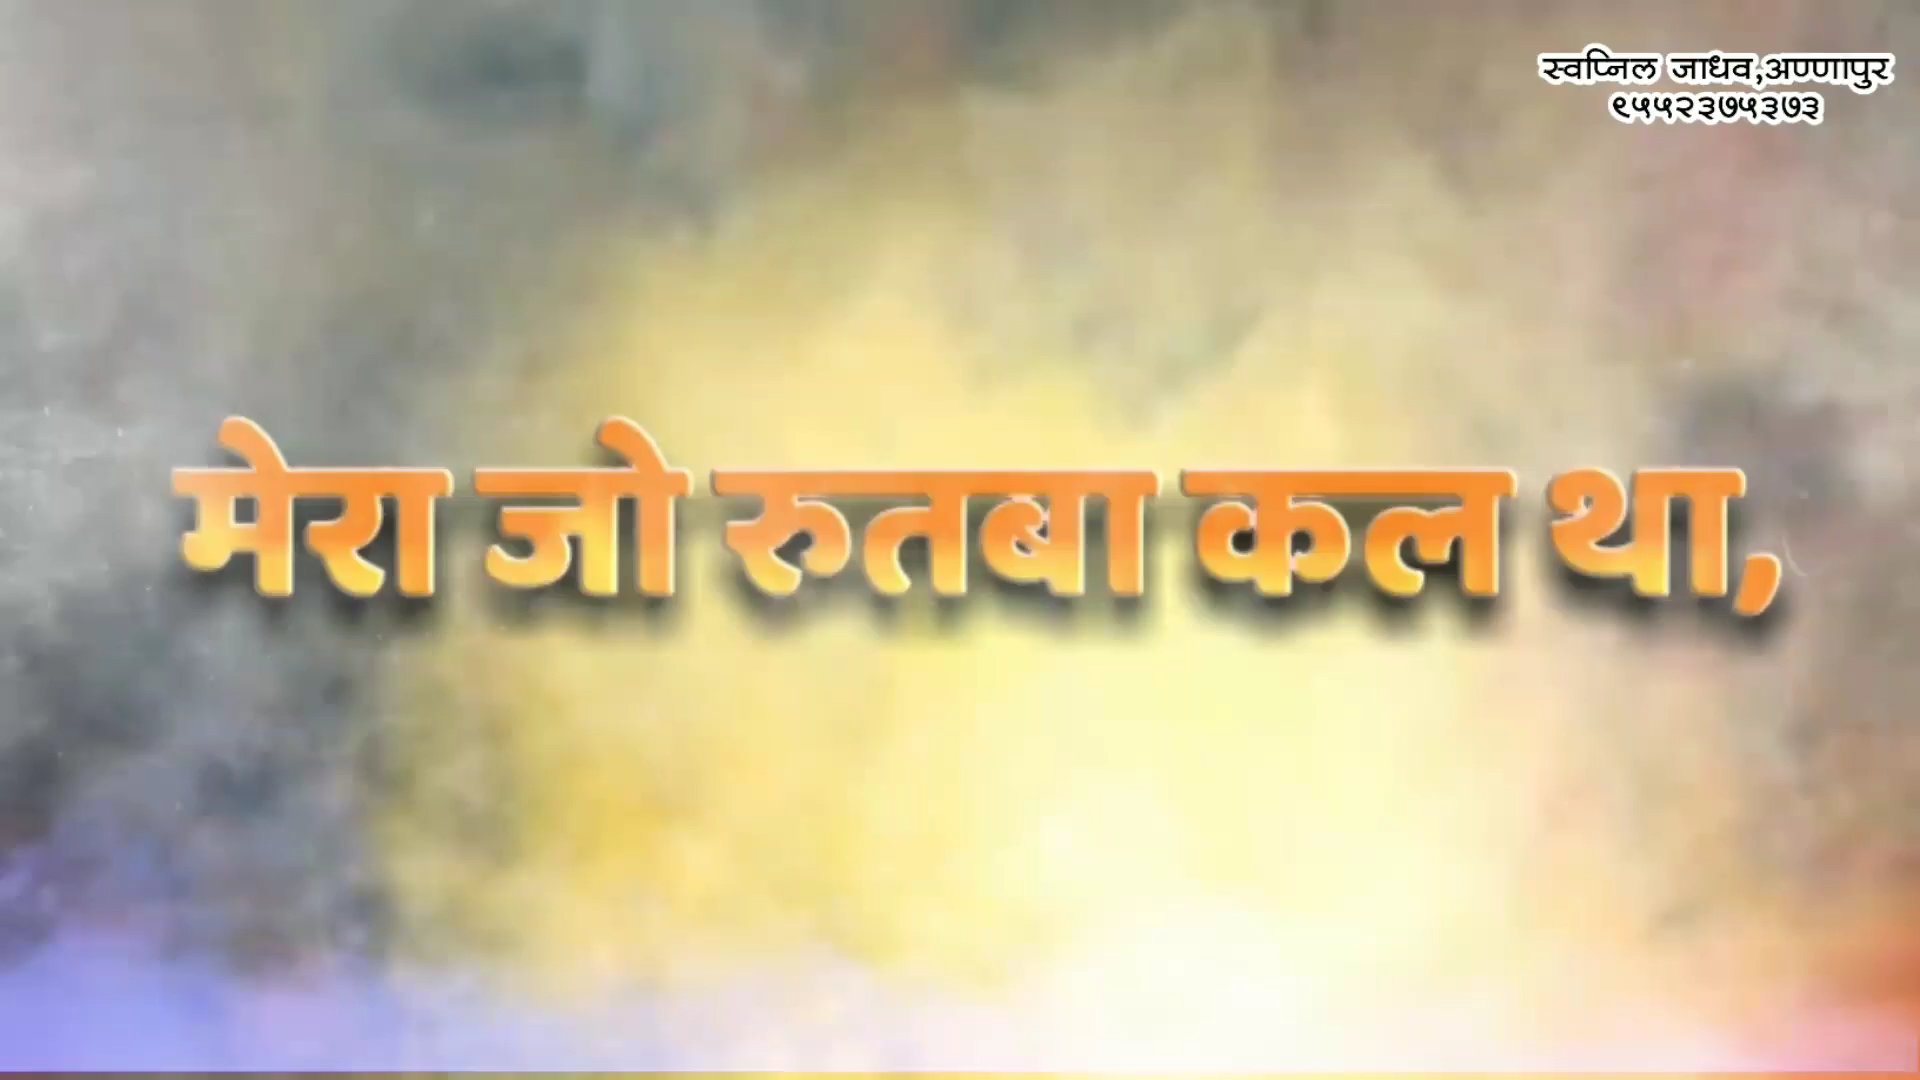 स्वप्निल जाधव,अण्णापुर
९५५२३७५३७३
मेरा जो रुतबा कल था,